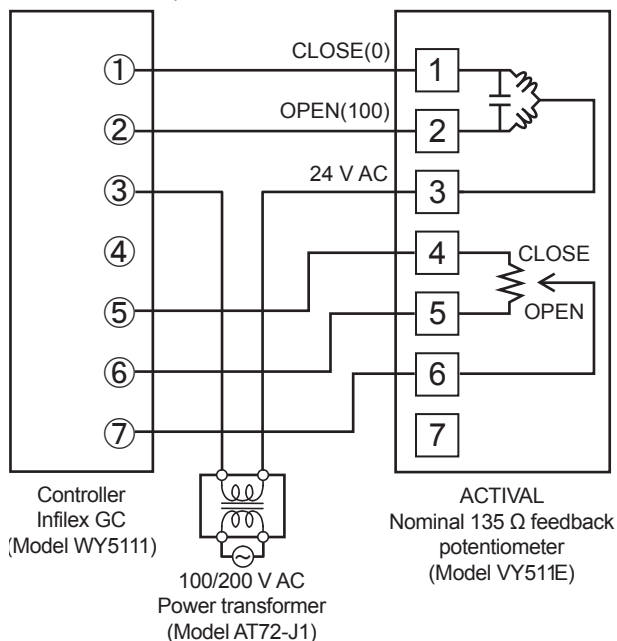 ① CLOSE(0) 1
② OPEN(100) 2
③ 24 V AC 3
④ 4 CLOSE
⑤ 5 OPEN
⑥ 6
⑦ 7
Controller
Infilex GC
(Model WY5111)
100/200 V AC
Power transformer
(Model AT72-J1)
ACTIVAL
Nominal 135 Ω feedback
potentiometer
(Model VY511E)